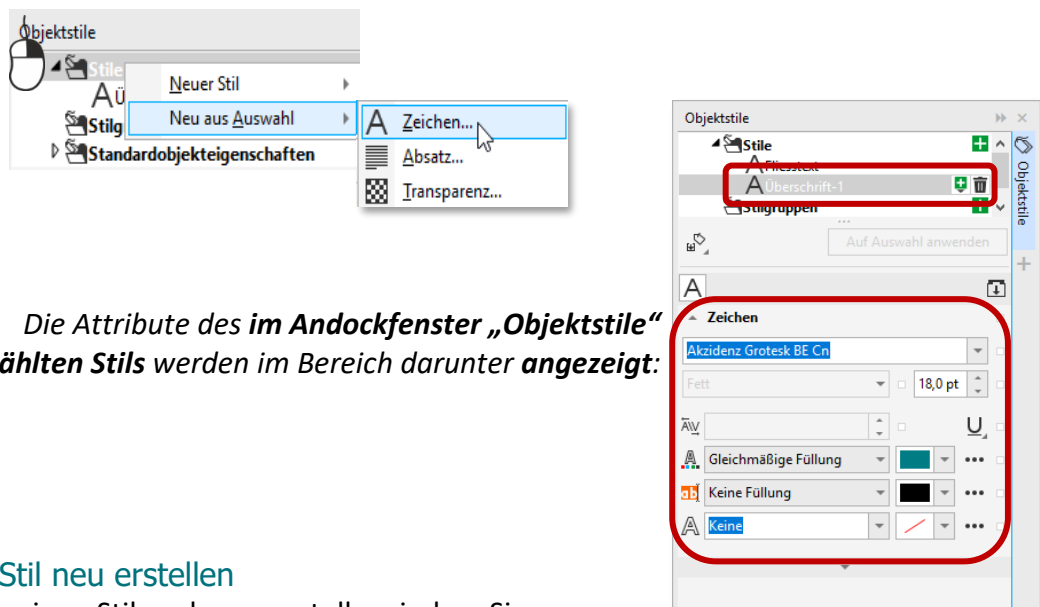 Objektstile
Stile
Neuer Stil
Neu aus Auswahl
Standardobjekteigenschaften
Zeichen...
Absatz...
Transparenz...
Objektstile
Stile
Fliesstext
Überschrift-1
Stilgruppen
Objektstile
Auf Auswahl anwenden
Zeichen
Akzidenz Grotesk BE Cn
Fett 18,0 pt
Gleichmäßige Füllung
Keine Füllung
Keine
Die Attribute des im Andockfenster „Objektstile“
ählten Stils werden im Bereich darunter angezeigt:
Stil neu erstellen